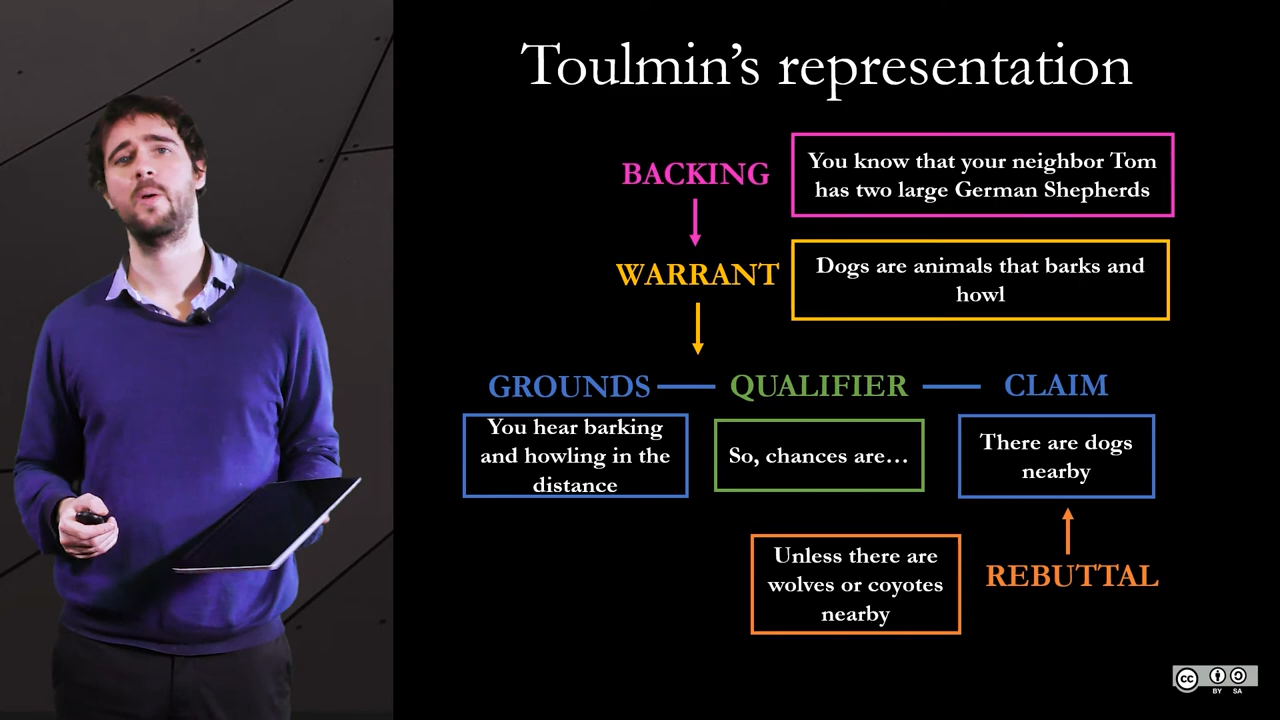 Toulmin's representation
BACKING
You know that your neighbor Tom
has two large German Shepherds
WARRANT
Dogs are animals that barks and
howl
GROUNDS
QUALIFIER
CLAIM
You hear barking
and howling in the
distance
So, chances are…
There are dogs
nearby
Unless there are
wolves or coyotes
nearby
REBUTTAL
cc
BY
SA